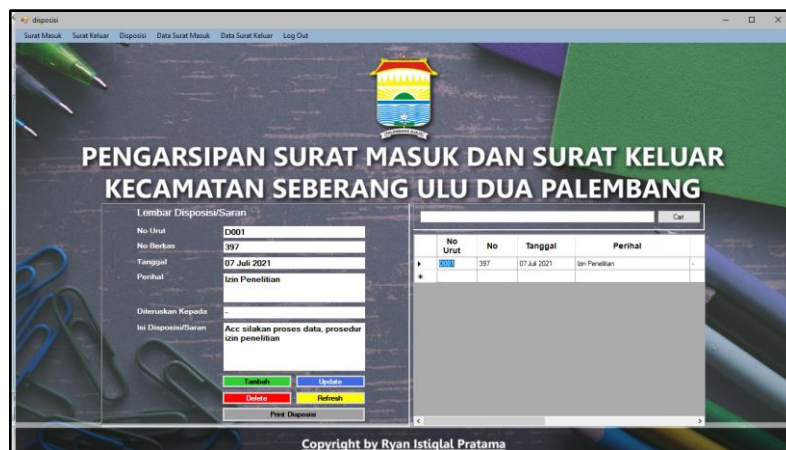 disposisi
Surat Masuk Surat Keluar Disposisi Data Surat Masuk Data Surat Keluar Log Out
PENGARSIPAN SURAT MASUK DAN SURAT KELUAR
KECAMATAN SEBERANG ULU DUA PALEMBANG
Lembar Disposisi/Saran
No Urut D001
No Berkas 397
Tanggal 07 Juli 2021
Perihal Izin Penelitian
Diteruskan Kepada -
Isi Disposisi/Saran Acc silakan proses data, prosedur
izin penelitian
Tambah Update
Delete Refresh
Print Disposisi
Cari
No Urut No Tanggal Perihal
D001 397 07 Juli 2021 Izin Penelitian -
Copyright by Ryan Istiqlal Pratama